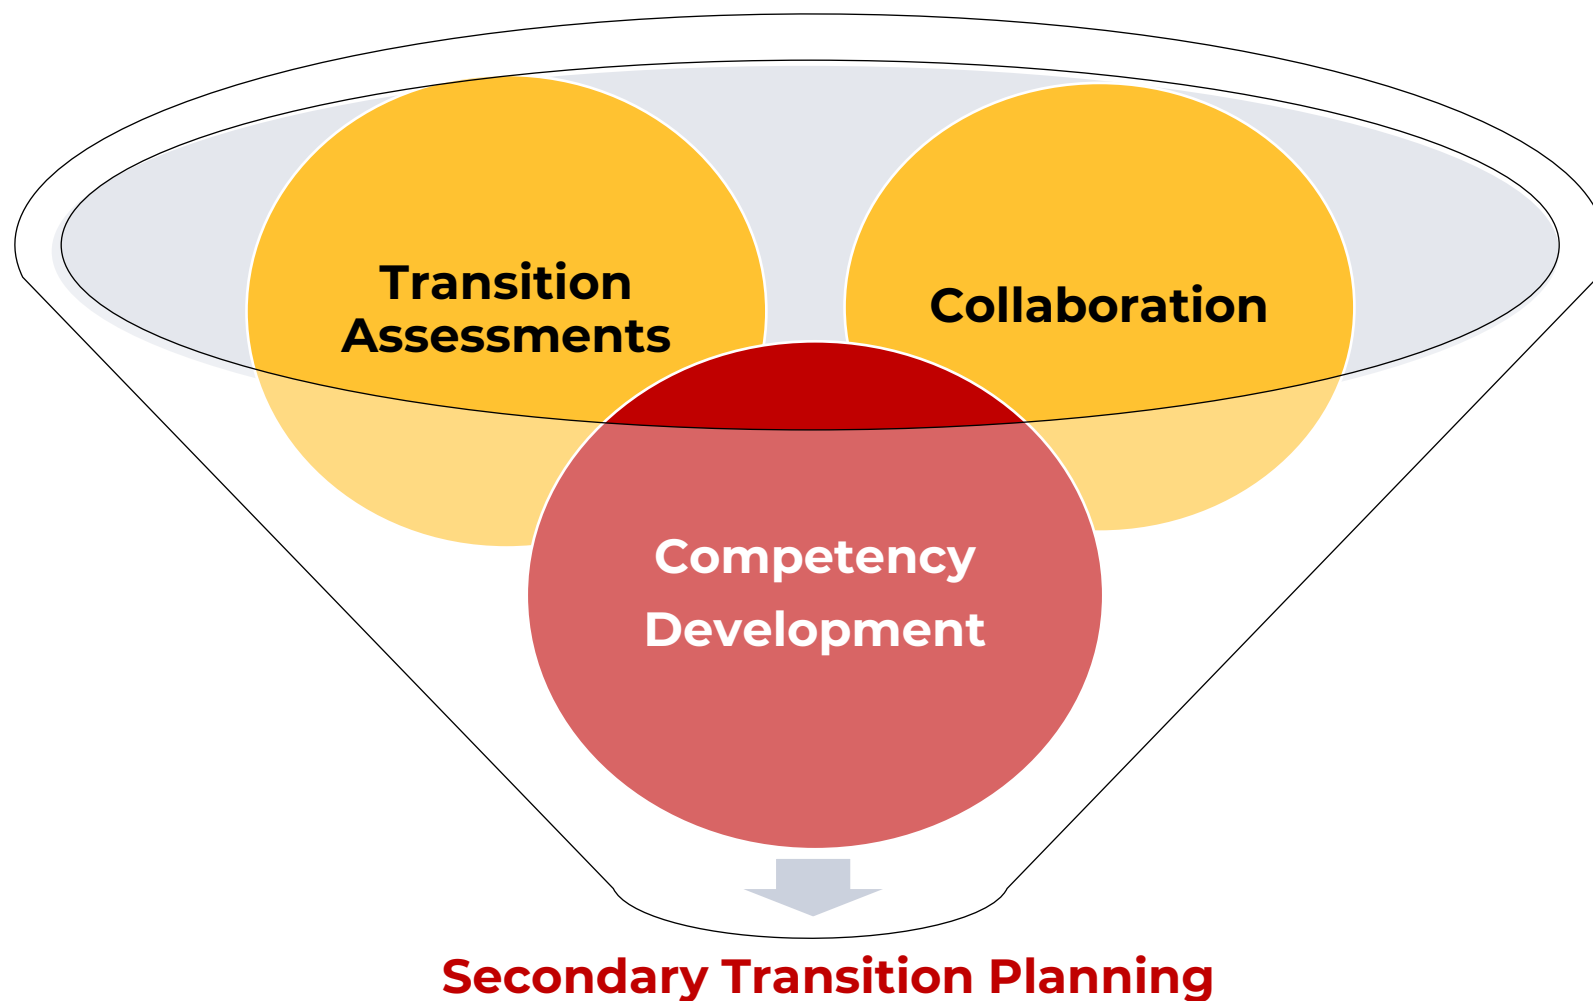 Transition
Assessments
Collaboration
Competency
Development
Secondary Transition Planning